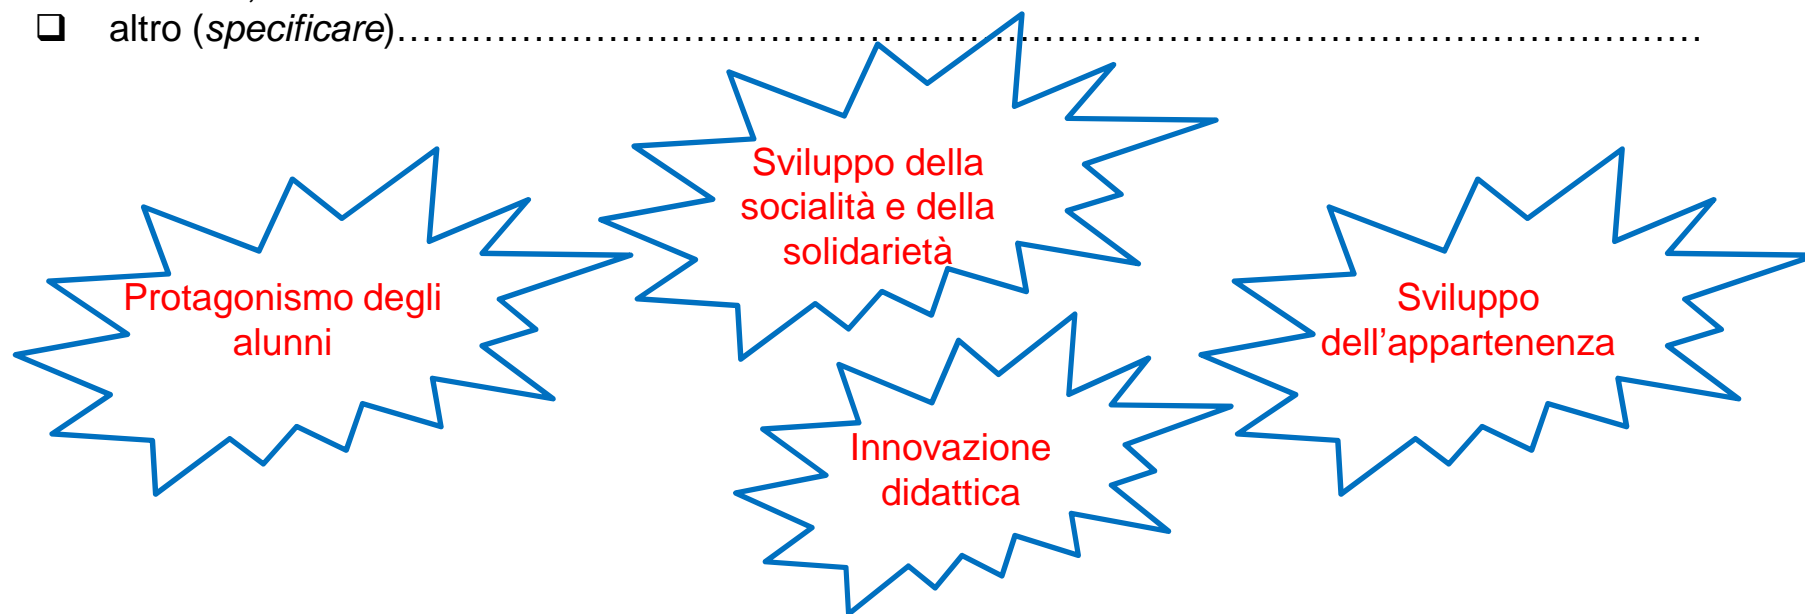 ❑ altro (specificare)……………………………………………………………………………………………
Sviluppo della
socialità e della
solidarietà
Protagonismo degli
alunni
Sviluppo
dell’appartenenza
Innovazione
didattica